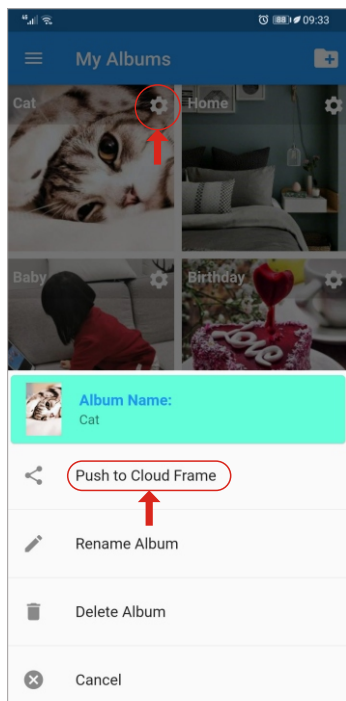 09:33
My Albums
Cat
Home
Baby
Birthday
Love
Album Name:
Cat
Push to Cloud Frame
Rename Album
Delete Album
Cancel